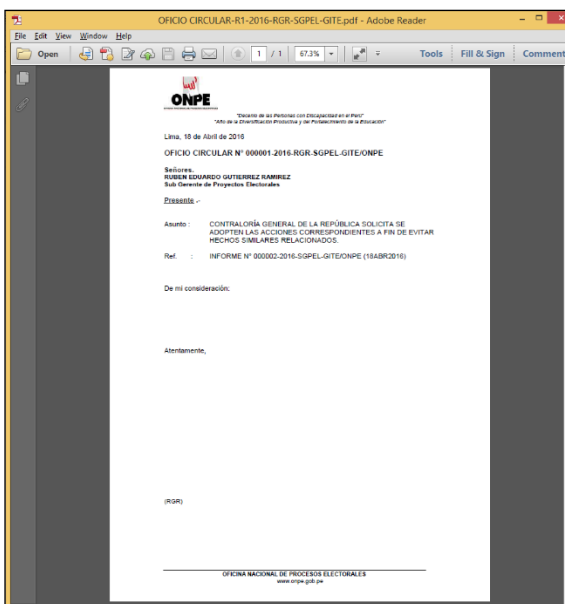 OFICIO CIRCULAR-R1-2016-RGR-SGPEL-GITE.pdf - Adobe Reader
File Edit View Window Help
Open 1 / 1 67.3% Tools Fill & Sign Comment
ONPE
"Decenio de las Personas con Discapacidad en el Perú"
"Año de la Diversificación Productiva y del Fortalecimiento de la Educación"
Lima, 18 de Abril de 2016
OFICIO CIRCULAR N° 000001-2016-RGR-SGPEL-GITE/ONPE
Señores.
RUBEN EDUARDO GUTIERREZ RAMIREZ
Sub Gerente de Proyectos Electorales
Presente .-
Asunto : CONTRALORÍA GENERAL DE LA REPÚBLICA SOLICITA SE
ADOPTEN LAS ACCIONES CORRESPONDIENTES A FIN DE EVITAR
HECHOS SIMILARES RELACIONADOS.
Ref. : INFORME N° 000002-2016-SGPEL-GITE/ONPE (18ABR2016)
De mi consideración:
Atentamente,
(RGR)
OFICINA NACIONAL DE PROCESOS ELECTORALES
www.onpe.gob.pe